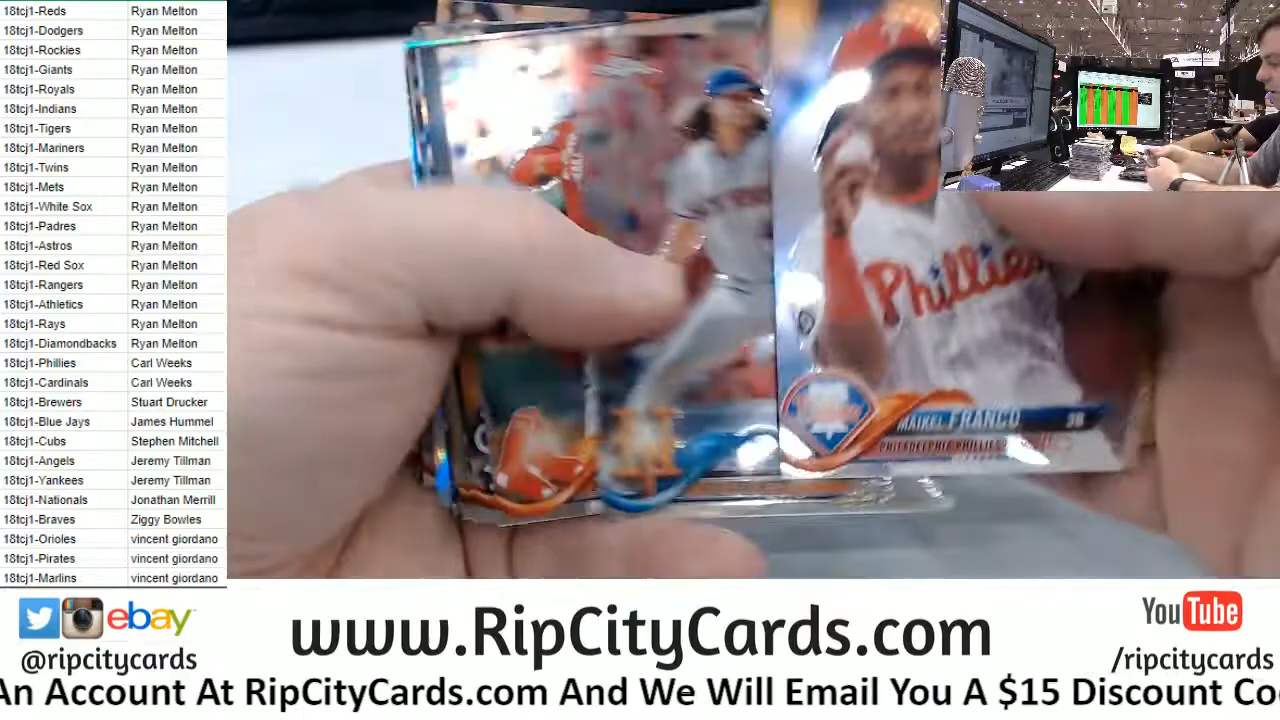 18tcj1-Reds Ryan Melton
18tcj1-Dodgers Ryan Melton
18tcj1-Rockies Ryan Melton
18tcj1-Giants Ryan Melton
18tcj1-Royals Ryan Melton
18tcj1-Indians Ryan Melton
18tcj1-Tigers Ryan Melton
18tcj1-Mariners Ryan Melton
18tcj1-Twins Ryan Melton
18tcj1-Mets Ryan Melton
18tcj1-White Sox Ryan Melton
18tcj1-Padres Ryan Melton
18tcj1-Astros Ryan Melton
18tcj1-Red Sox Ryan Melton
18tcj1-Rangers Ryan Melton
18tcj1-Athletics Ryan Melton
18tcj1-Rays Ryan Melton
18tcj1-Diamondbacks Ryan Melton
18tcj1-Phillies Carl Weeks
18tcj1-Cardinals Carl Weeks
18tcj1-Brewers Stuart Drucker
18tcj1-Blue Jays James Hummel
18tcj1-Cubs Stephen Mitchell
18tcj1-Angels Jeremy Tillman
18tcj1-Yankees Jeremy Tillman
18tcj1-Nationals Jonathan Merrill
18tcj1-Braves Ziggy Bowles
18tcj1-Orioles vincent giordano
18tcj1-Pirates vincent giordano
18tcj1-Marlins vincent giordano
Phillies
MAIKEL FRANCO 3B
PHILADELPHIA PHILLIES
ebay
@ripcitycards
www.RipCityCards.com
YouTube
/ripcitycards
An Account At RipCityCards.com And We Will Email You A $15 Discount Co